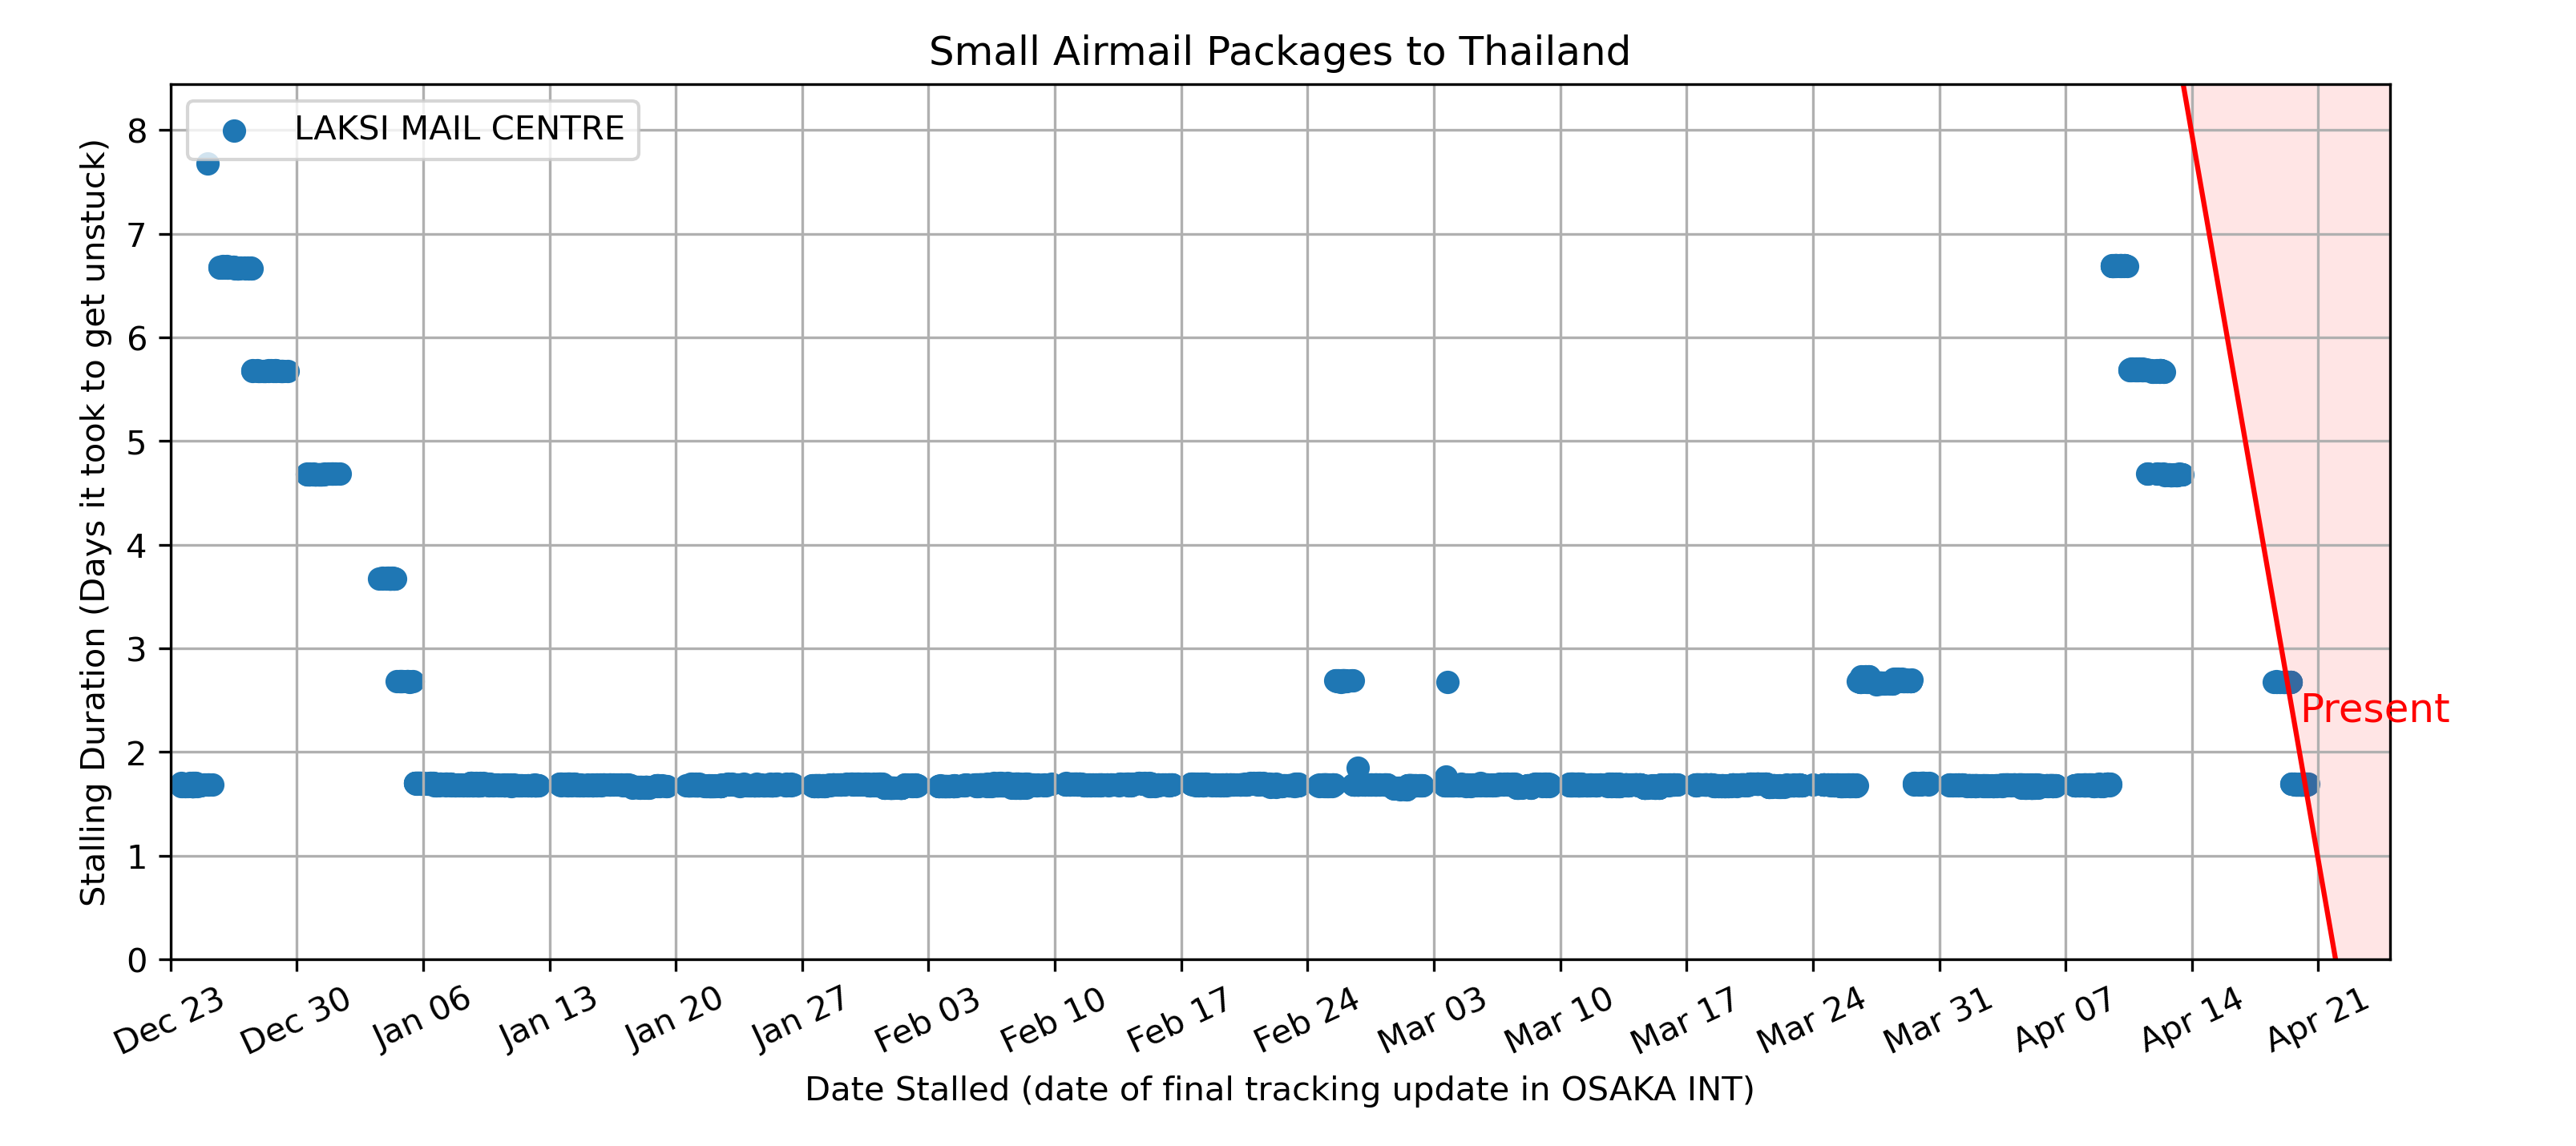 Small Airmail Packages to Thailand
LAKSI MAIL CENTRE
Stalling Duration (Days it took to get unstuck)
8
7
6
5
4
3
2
1
0
Present
Dec 23
Dec 30
Jan 06
Jan 13
Jan 20
Jan 27
Feb 03
Feb 10
Feb 17
Feb 24
Mar 03
Mar 10
Mar 17
Mar 24
Mar 31
Apr 07
Apr 14
Apr 21
Date Stalled (date of final tracking update in OSAKA INT)